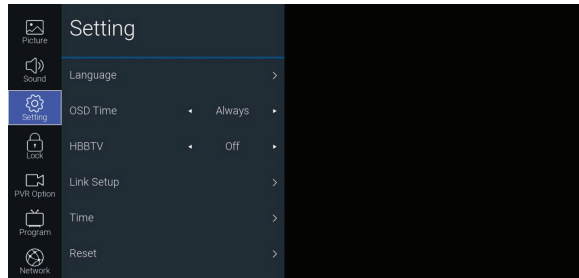 Picture
Sound
Setting
Lock
PVR Option
Program
Network
Setting
Language
OSD Time Always
HBBTV Off
Link Setup
Time
Reset